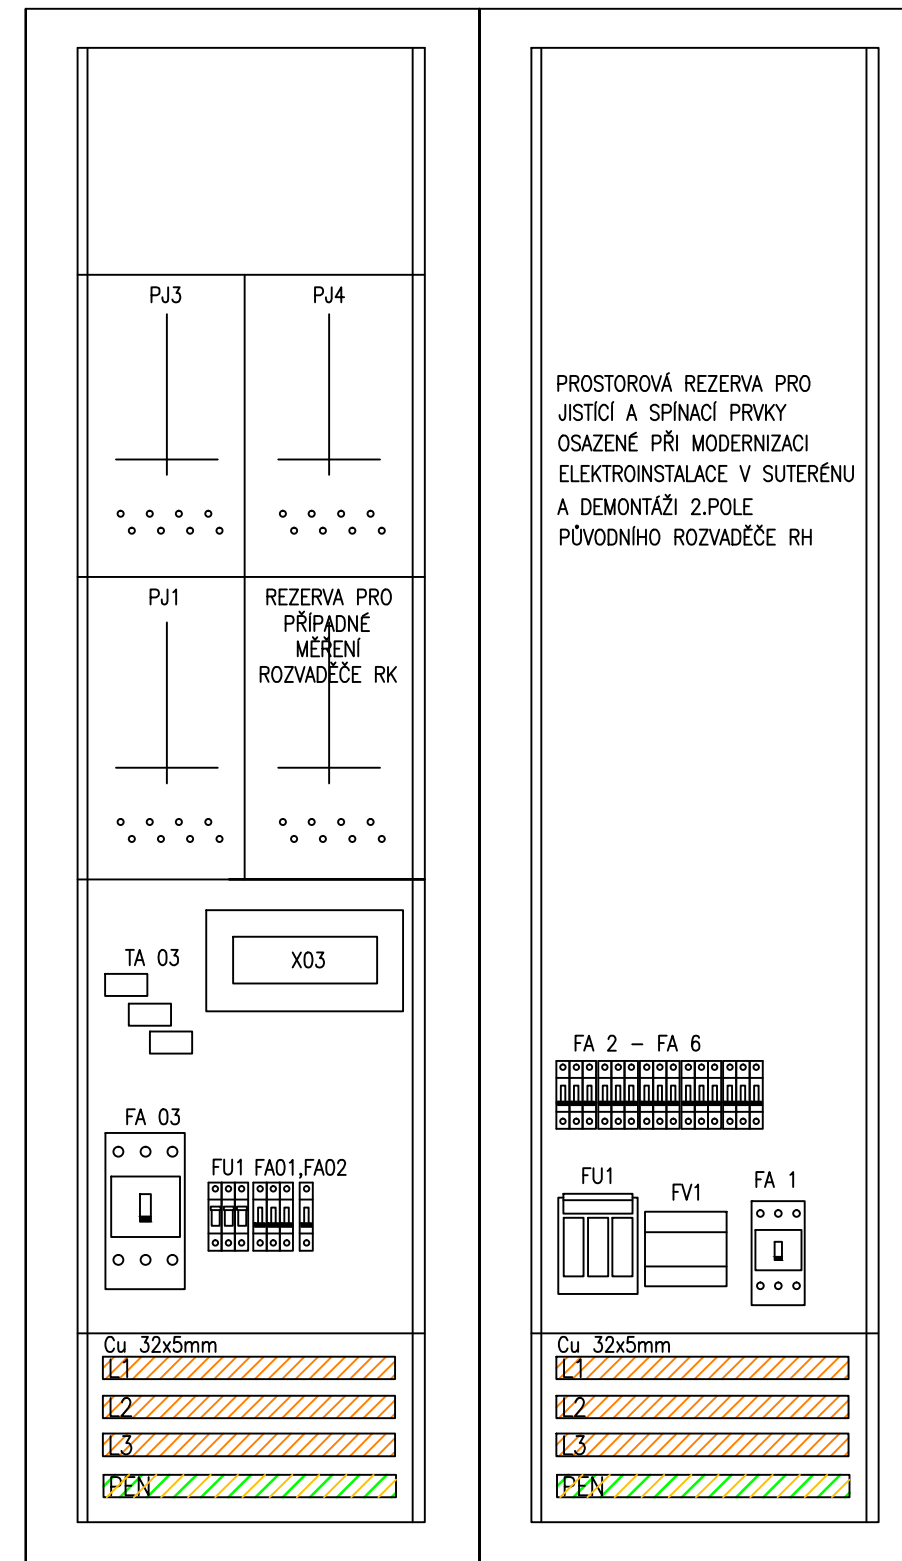 PJ3
PJ4
PJ1
REZERVA PRO
PŘÍPADNÉ
MĚŘENÍ
ROZVADĚČE RK
TA 03
X03
FA 03
FU1 FA01,FA02
Cu 32x5mm
L1
L2
L3
PEN
PROSTOROVÁ REZERVA PRO
JISTÍCÍ A SPÍNACÍ PRVKY
OSAZENÉ PŘI MODERNIZACI
ELEKTROINSTALACE V SUTERÉNU
A DEMONTÁŽI 2.POLE
PŮVODNÍHO ROZVADĚČE RH
FA 2 – FA 6
FU1
FV1
FA 1
Cu 32x5mm
L1
L2
L3
PEN